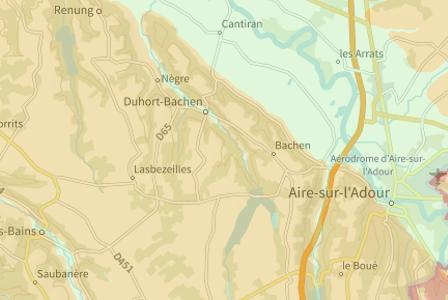 Renung
Cantiran
les Arrats
Nègre
Duhort-Bachen
D65
orrits
Bachen
Aérodrome d'Aire-sur-
l'Adour
Lasbezeilles
Aire-sur-l'Adour
s-Bains
D451
le Boué
Saubanère